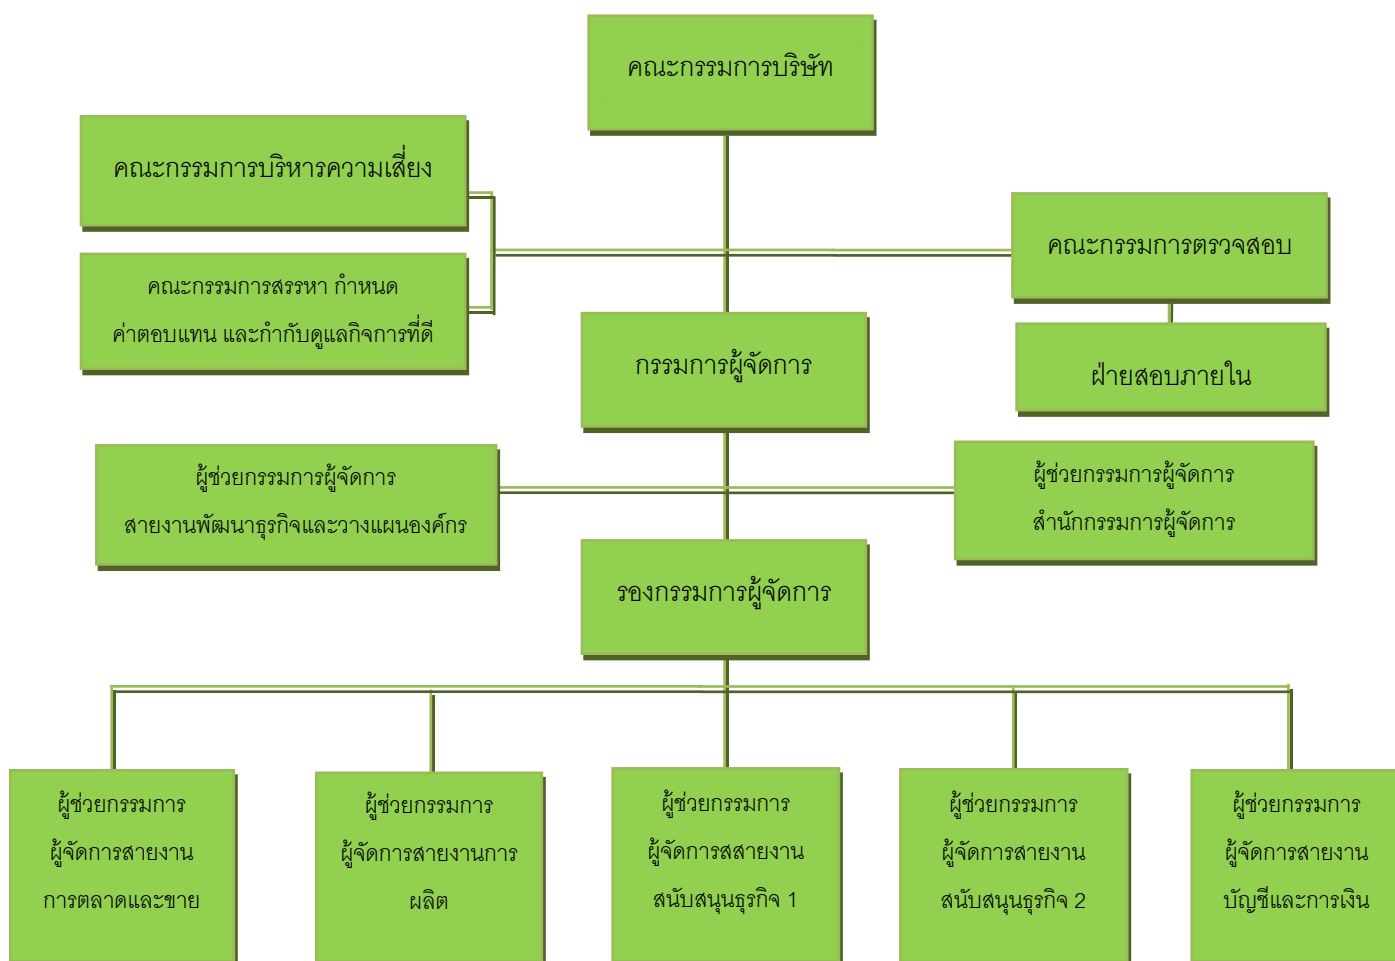 คณะกรรมการบริษัท
คณะกรรมการบริหารความเสี่ยง
คณะกรรมการตรวจสอบ
คณะกรรมการสรรหา กำหนด
ค่าตอบแทน และกำกับดูแลกิจการที่ดี
กรรมการผู้จัดการ
ฝ่ายสอบภายใน
ผู้ช่วยกรรมการผู้จัดการ
สายงานพัฒนาธุรกิจและวางแผนองค์กร
ผู้ช่วยกรรมการผู้จัดการ
สำนักกรรมการผู้จัดการ
รองกรรมการผู้จัดการ
ผู้ช่วยกรรมการ
ผู้จัดการสายงาน
การตลาดและขาย
ผู้ช่วยกรรมการ
ผู้จัดการสายงานการ
ผลิต
ผู้ช่วยกรรมการ
ผู้จัดการสสายงาน
สนับสนุนธุรกิจ 1
ผู้ช่วยกรรมการ
ผู้จัดการสายงาน
สนับสนุนธุรกิจ 2
ผู้ช่วยกรรมการ
ผู้จัดการสายงาน
บัญชีและการเงิน